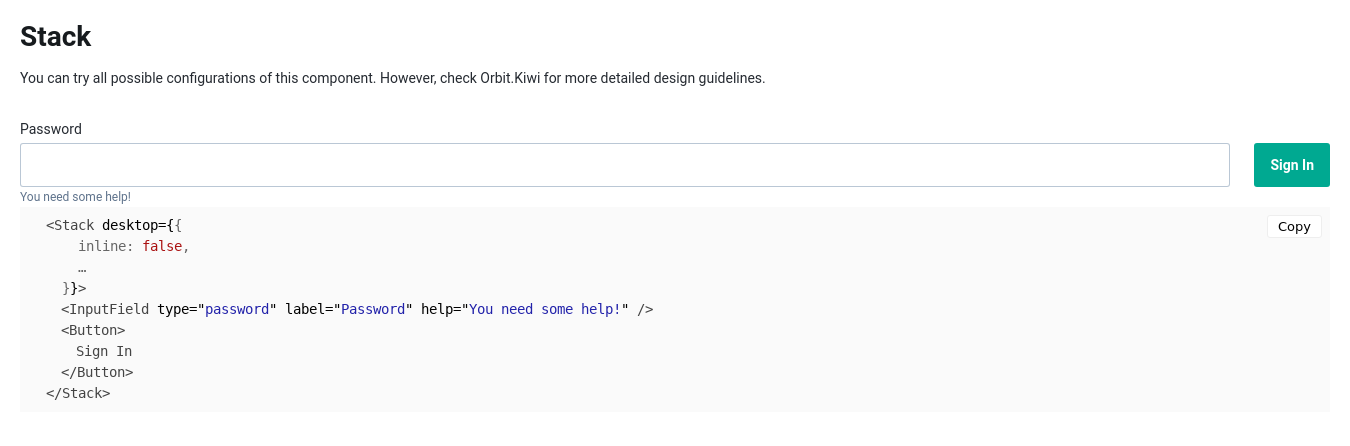 Stack
You can try all possible configurations of this component. However, check Orbit.Kiwi for more detailed design guidelines.
Password
Sign In
You need some help!
<Stack desktop={{
Copy
inline: false,
…
}}>
<InputField type="password" label="Password" help="You need some help!" />
<Button>
Sign In
</Button>
</Stack>